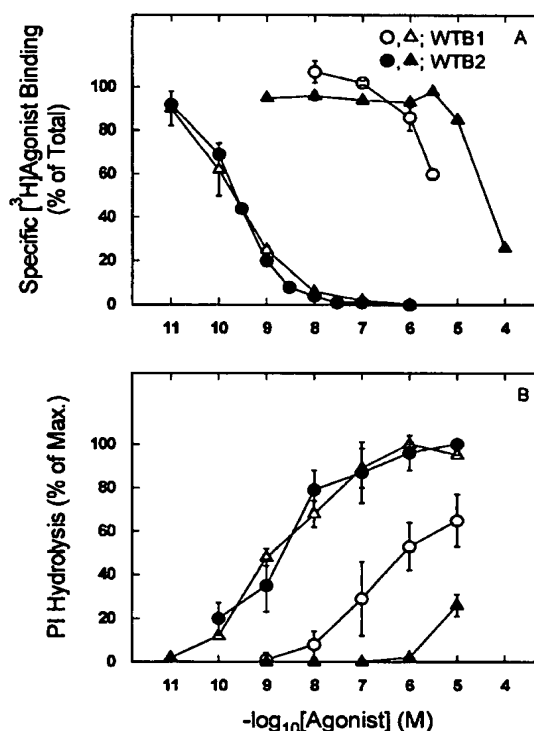 ○,△; WTB1 A
●,▲; WTB2
Specific [³H]Agonist Binding
(% of Total)
100
80
60
40
20
0
11 10 9 8 7 6 5 4
B
PI Hydrolysis (% of Max.)
100
80
60
40
20
0
11 10 9 8 7 6 5 4
-log₁₀[Agonist] (M)